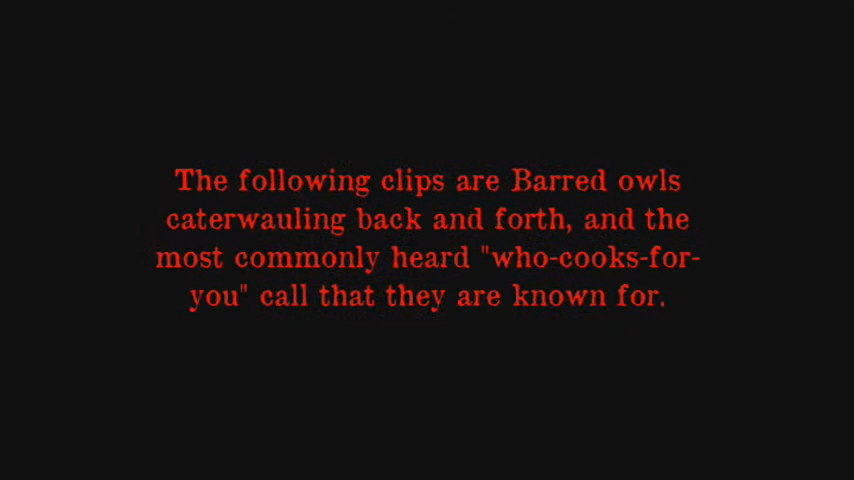 The following clips are Barred owls
caterwauling back and forth, and the
most commonly heard "who-cooks-for-
you" call that they are known for.